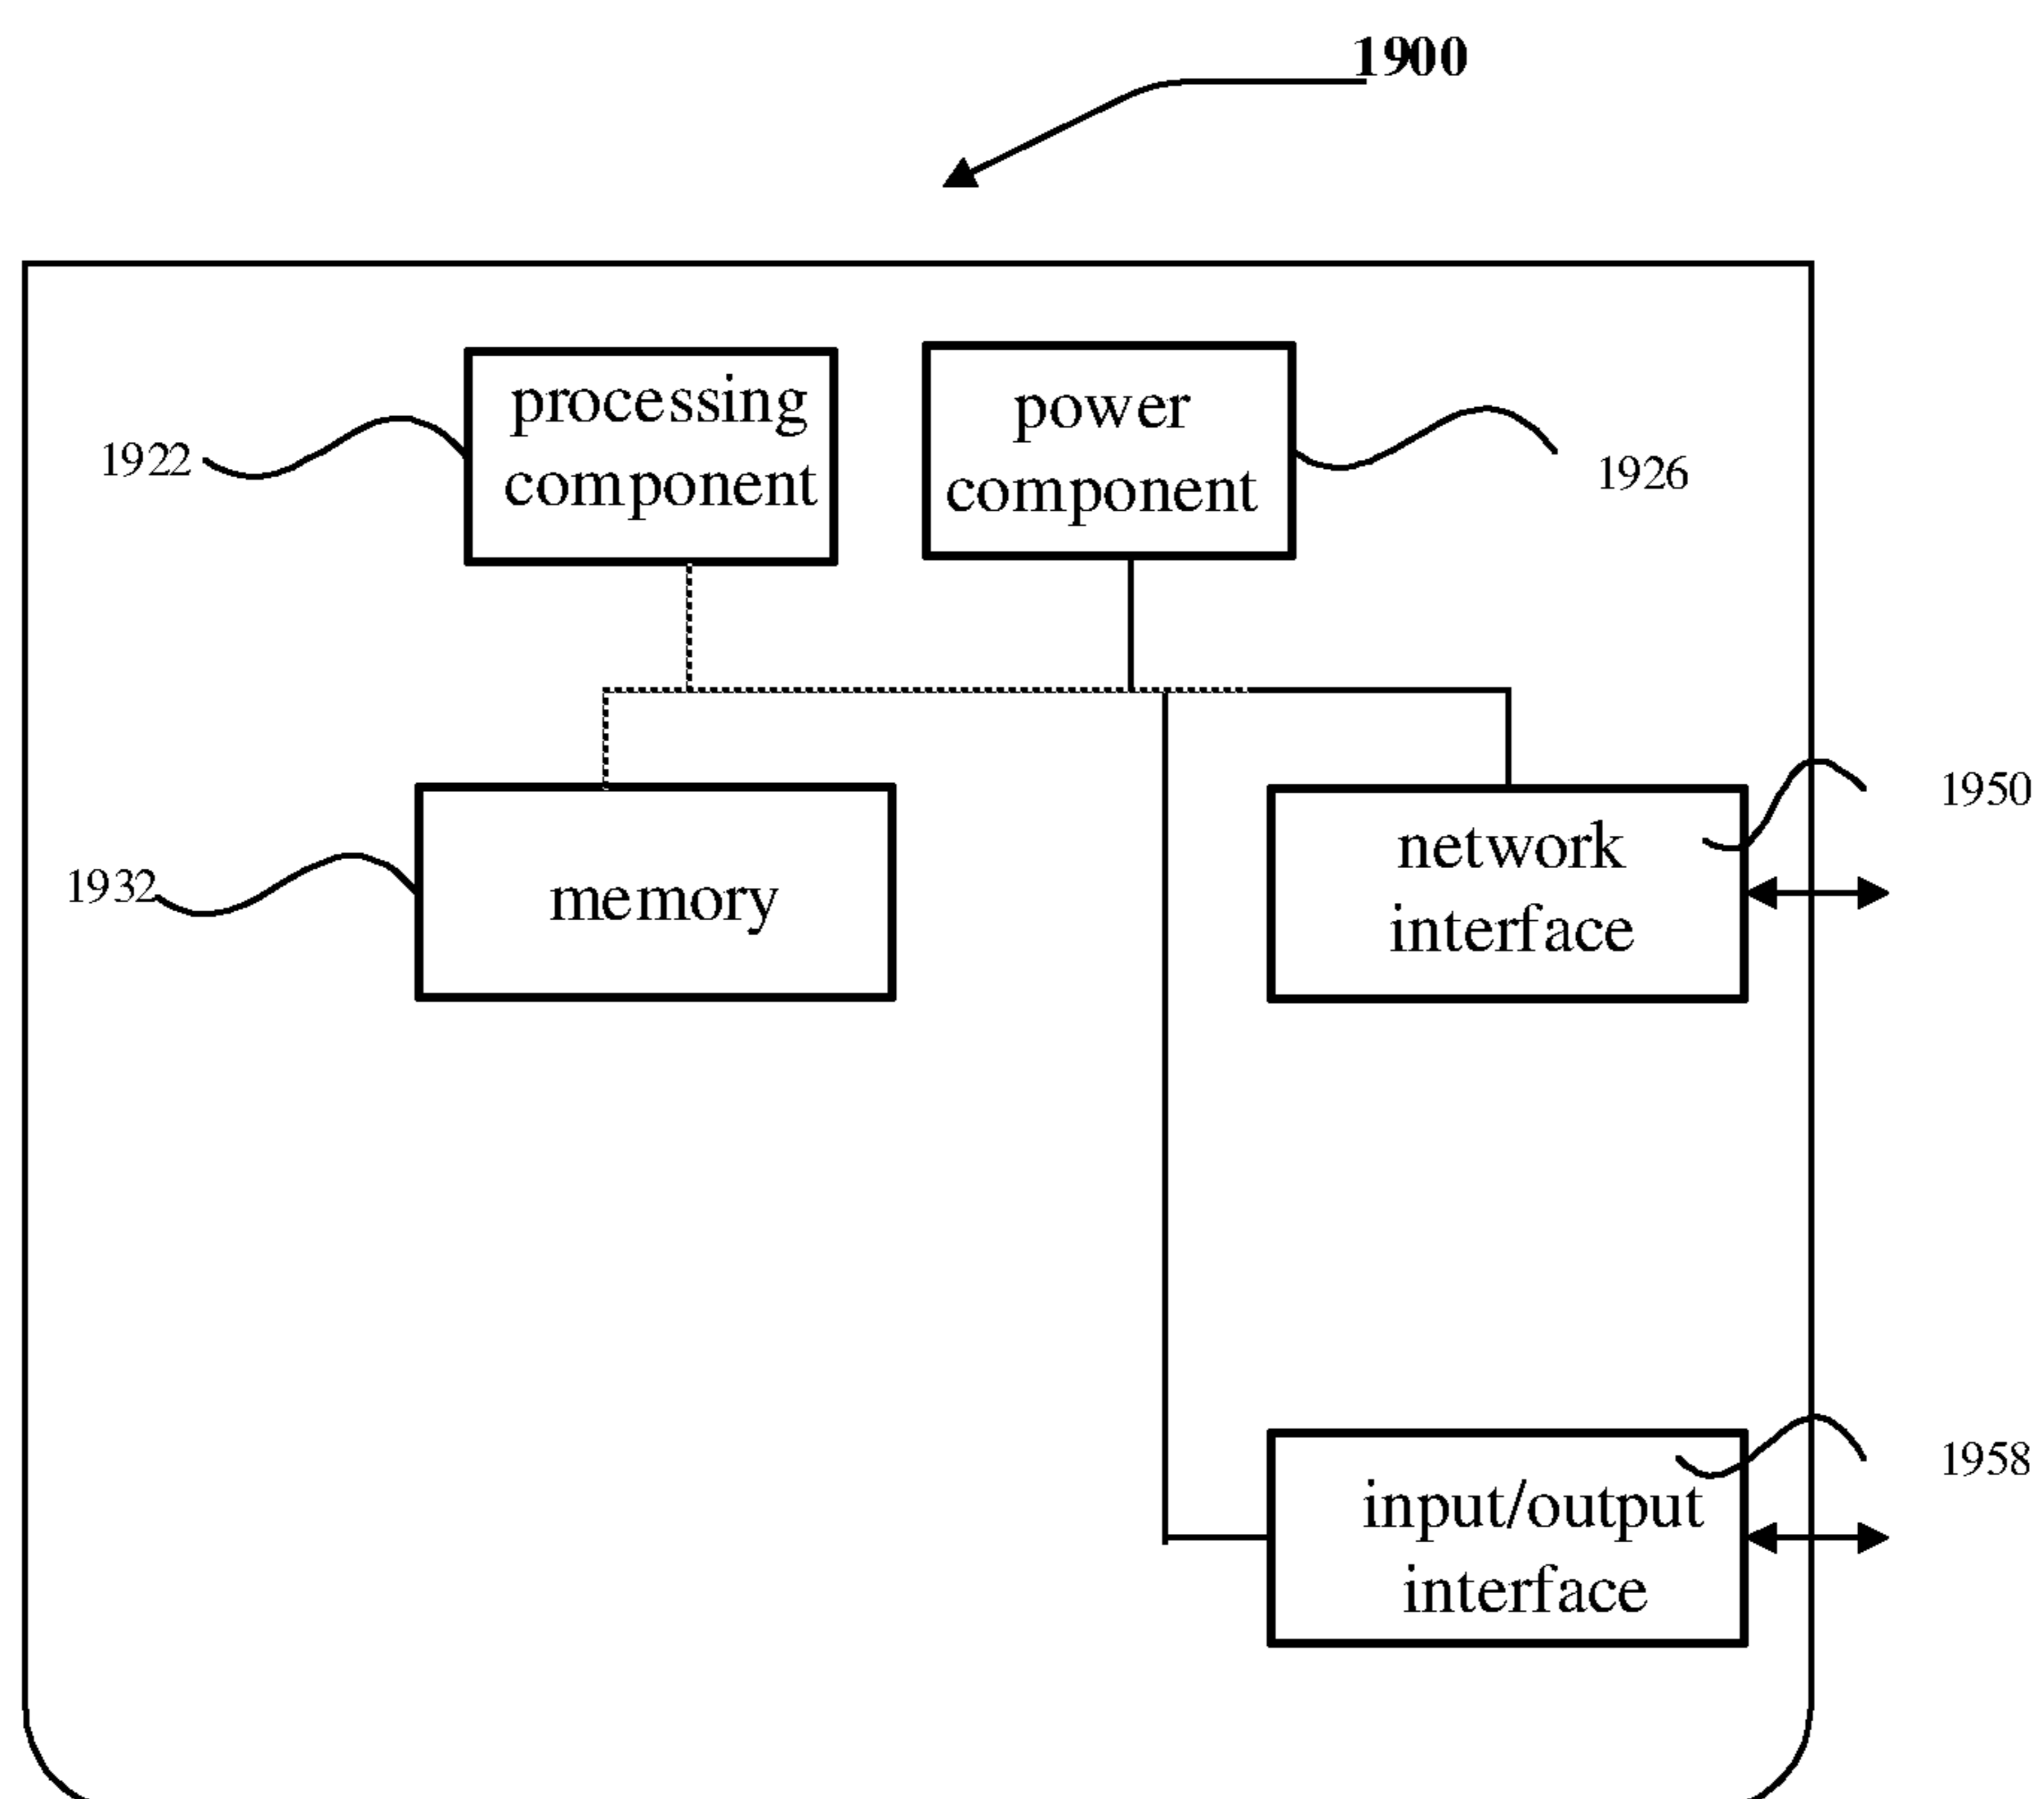 1900
processing
component
power
component
1922
1926
memory
1932
network
interface
1950
input/output
interface
1958